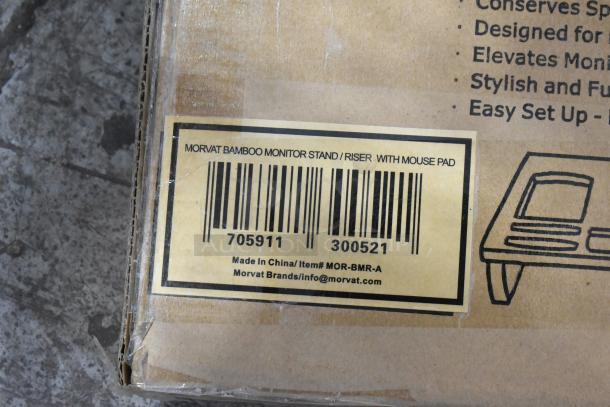 · Conserves Sp
· Designed for
· Elevates Moni
· Stylish and Fu
· Easy Set Up -
MORVAT BAMBOO MONITOR STAND / RISER WITH MOUSE PAD
705911 300521
Made In China/ Item# MOR-BMR-A
Morvat Brands/info@morvat.com